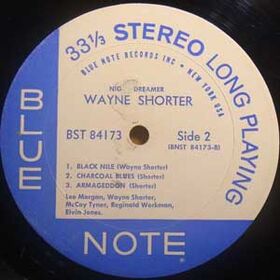 33⅓ STEREO LONG PLAYING
BLUE NOTE RECORDS INC • NEW YORK USA
DREAMER
WAYNE SHORTER
BST 84173
Side 2
(BNST 84173-B)
1. BLACK NILE (Wayne Shorter)
2. CHARCOAL BLUES (Shorter)
3. ARMAGEDDON (Shorter)
Lee Morgan, Wayne Shorter,
McCoy Tyner, Reginald Workman,
Elvin Jones.
BLUE
NOTE